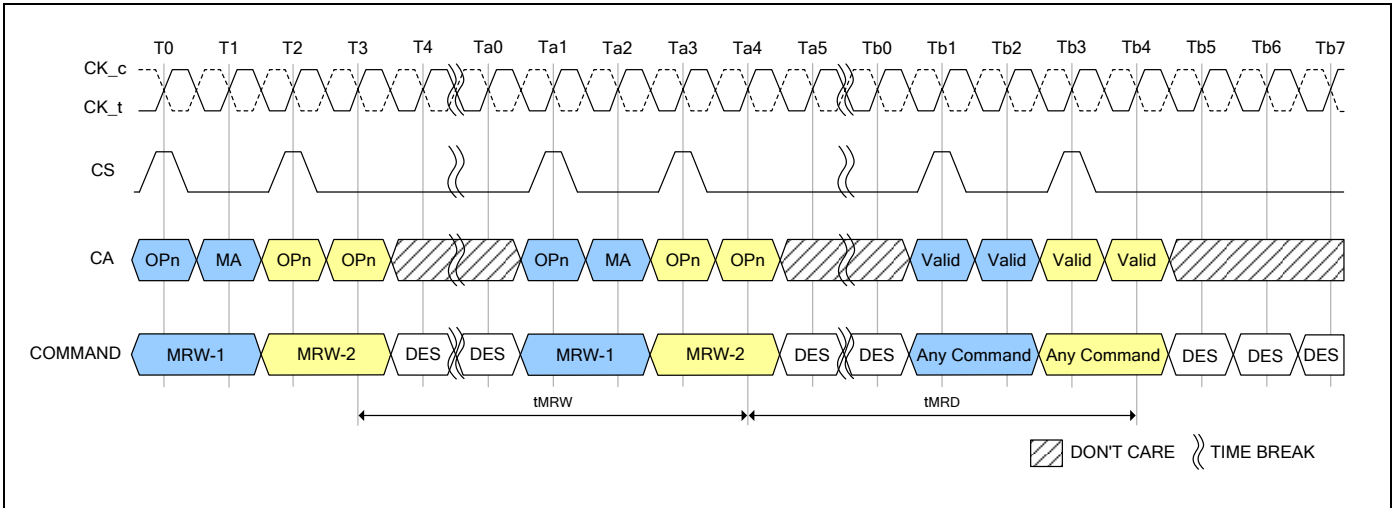 T0 T1 T2 T3 T4 Ta0 Ta1 Ta2 Ta3 Ta4 Ta5 Tb0 Tb1 Tb2 Tb3 Tb4 Tb5 Tb6 Tb7
CK_c
CK_t
CS
CA OPn MA OPn OPn OPn MA OPn OPn Valid Valid Valid Valid
COMMAND MRW-1 MRW-2 DES DES MRW-1 MRW-2 DES DES Any Command Any Command DES DES DES
tMRW tMRD
DON'T CARE TIME BREAK